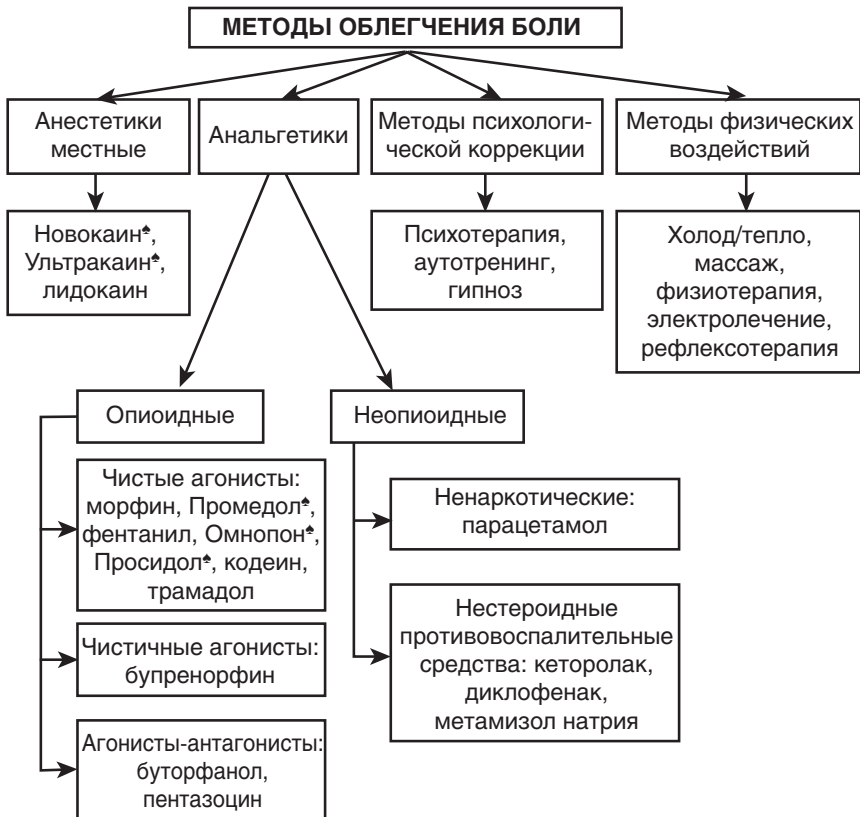 МЕТОДЫ ОБЛЕГЧЕНИЯ БОЛИ
Анестетики
местные
Анальгетики
Методы психологи-
ческой коррекции
Методы физических
воздействий
Новокаин♠,
Ультракаин♠,
лидокаин
Психотерапия,
аутотренинг,
гипноз
Холод/тепло,
массаж,
физиотерапия,
электролечение,
рефлексотерапия
Опиоидные
Неопиоидные
Чистые агонисты:
морфин, Промедол♠,
фентанил, Омнопон♠,
Просидол♠, кодеин,
трамадол
Чистичные агонисты:
бупренорфин
Агонисты-антагонисты:
буторфанол,
пентазоцин
Ненаркотические:
парацетамол
Нестероидные
противовоспалительные
средства: кеторолак,
диклофенак,
метамизол натрия